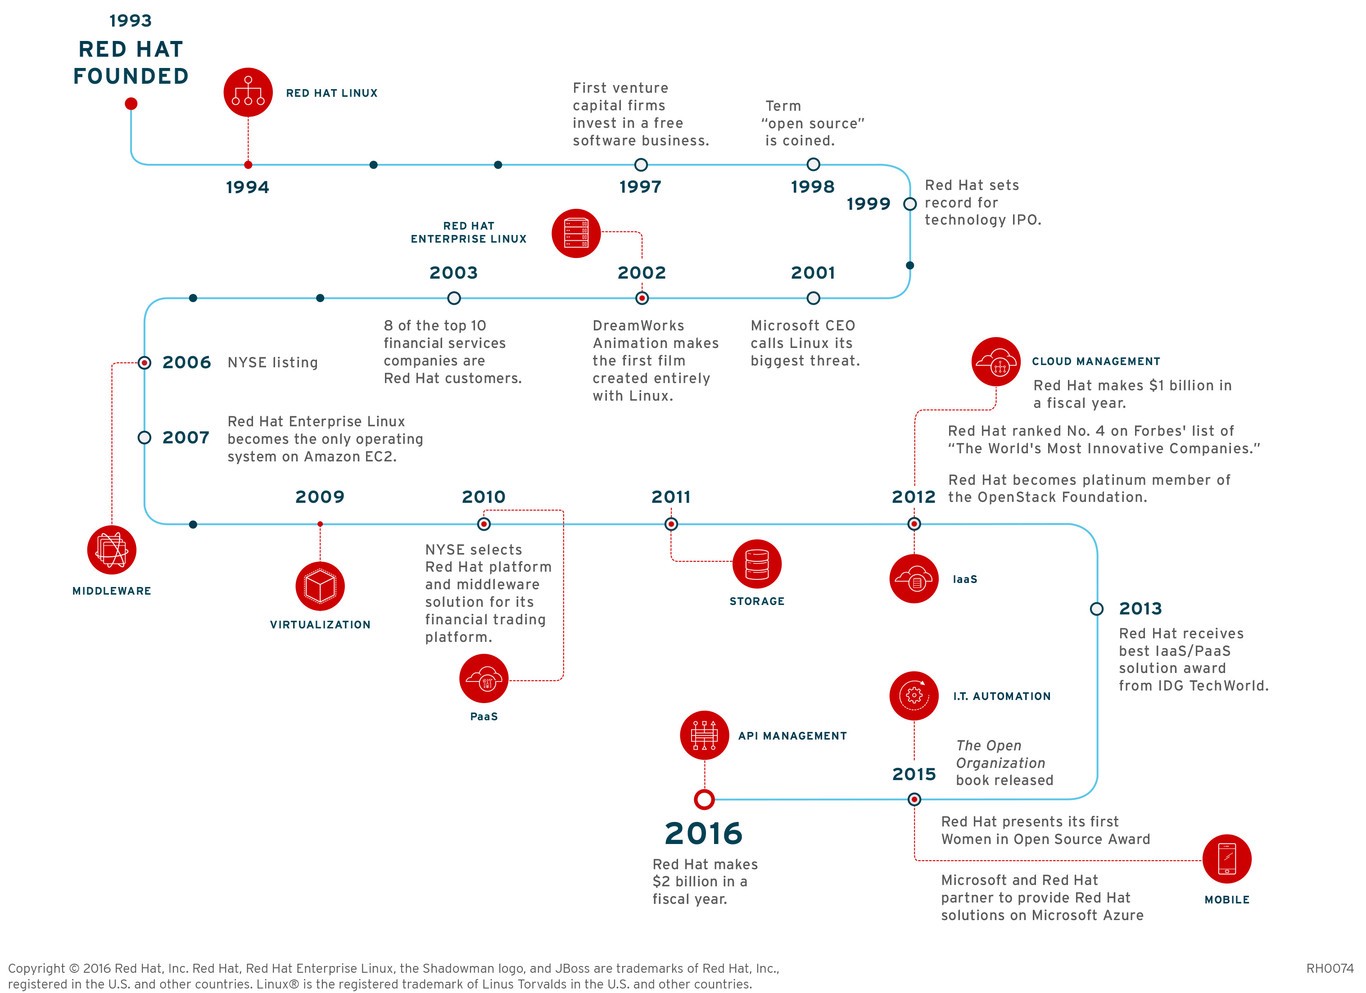 1993
RED HAT
FOUNDED
RED HAT LINUX
1994
First venture
capital firms
invest in a free
software business.
1997
Term
“open source”
is coined.
1998
1999
Red Hat sets
record for
technology IPO.
2001
Microsoft CEO
calls Linux its
biggest threat.
RED HAT
ENTERPRISE LINUX
2002
DreamWorks
Animation makes
the first film
created entirely
with Linux.
2003
8 of the top 10
financial services
companies are
Red Hat customers.
2006
NYSE listing
MIDDLEWARE
2007
Red Hat Enterprise Linux
becomes the only operating
system on Amazon EC2.
2009
VIRTUALIZATION
2010
NYSE selects
Red Hat platform
and middleware
solution for its
financial trading
platform.
PaaS
2011
STORAGE
CLOUD MANAGEMENT
Red Hat makes $1 billion in
a fiscal year.
Red Hat ranked No. 4 on Forbes' list of
“The World's Most Innovative Companies.”
Red Hat becomes platinum member of
the OpenStack Foundation.
2012
IaaS
2013
Red Hat receives
best IaaS/PaaS
solution award
from IDG TechWorld.
I.T. AUTOMATION
2015
The Open
Organization
book released
Red Hat presents its first
Women in Open Source Award
Microsoft and Red Hat
partner to provide Red Hat
solutions on Microsoft Azure
MOBILE
API MANAGEMENT
2016
Red Hat makes
$2 billion in a
fiscal year.
Copyright © 2016 Red Hat, Inc. Red Hat, Red Hat Enterprise Linux, the Shadowman logo, and JBoss are trademarks of Red Hat, Inc.,
registered in the U.S. and other countries. Linux® is the registered trademark of Linus Torvalds in the U.S. and other countries.
RH0074